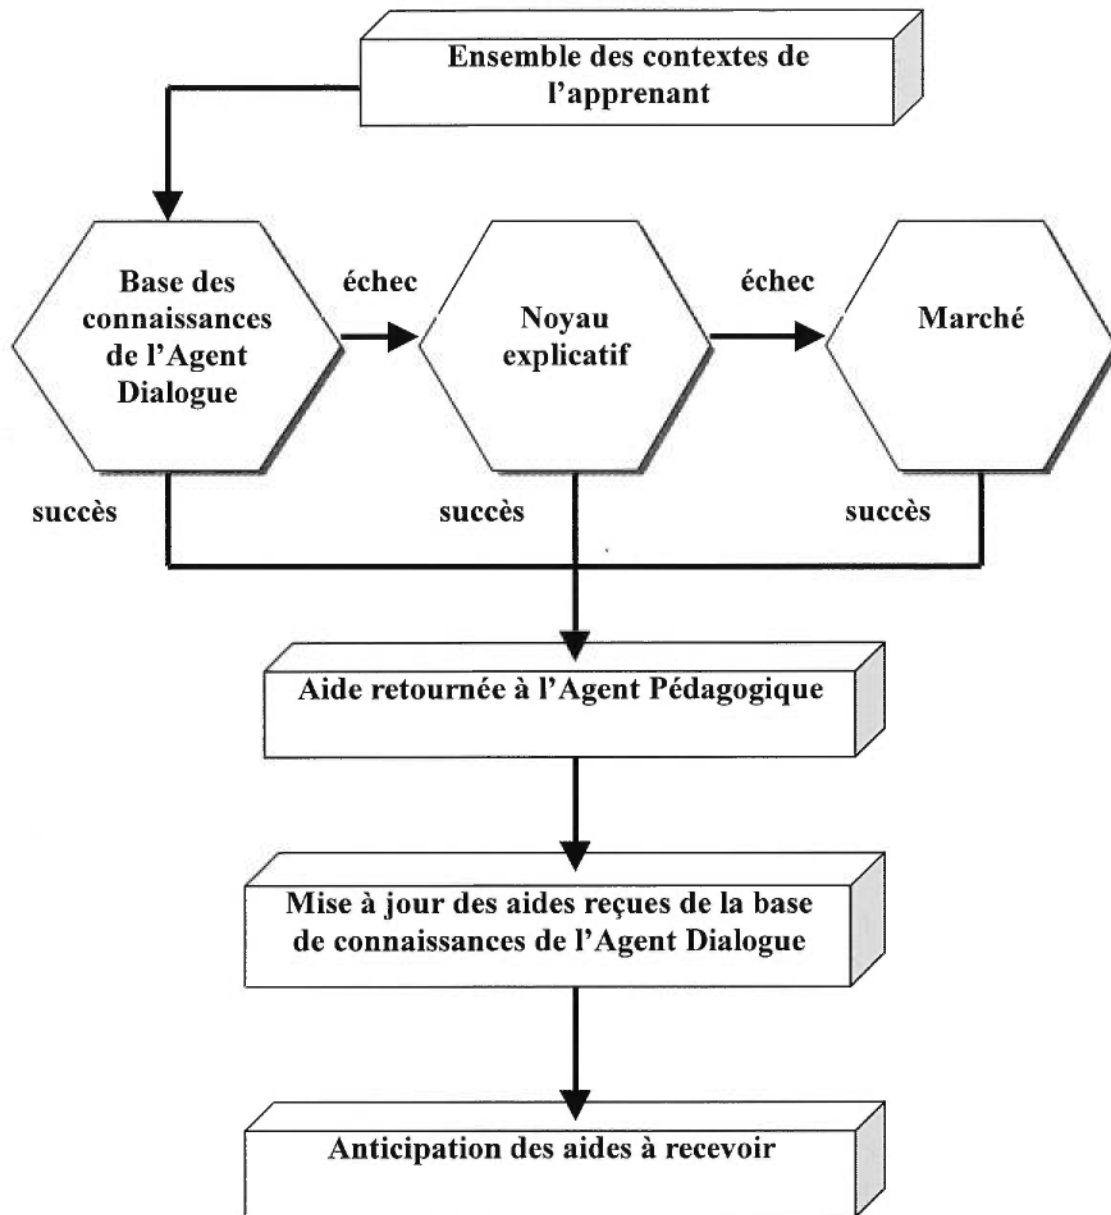 Ensemble des contextes de
l’apprenant
Base des
connaissances
de l’Agent
Dialogue
échec
Noyau
explicatif
échec
Marché
succès
succès
succès
Aide retournée à l’Agent Pédagogique
Mise à jour des aides reçues de la base
de connaissances de l’Agent Dialogue
Anticipation des aides à recevoir